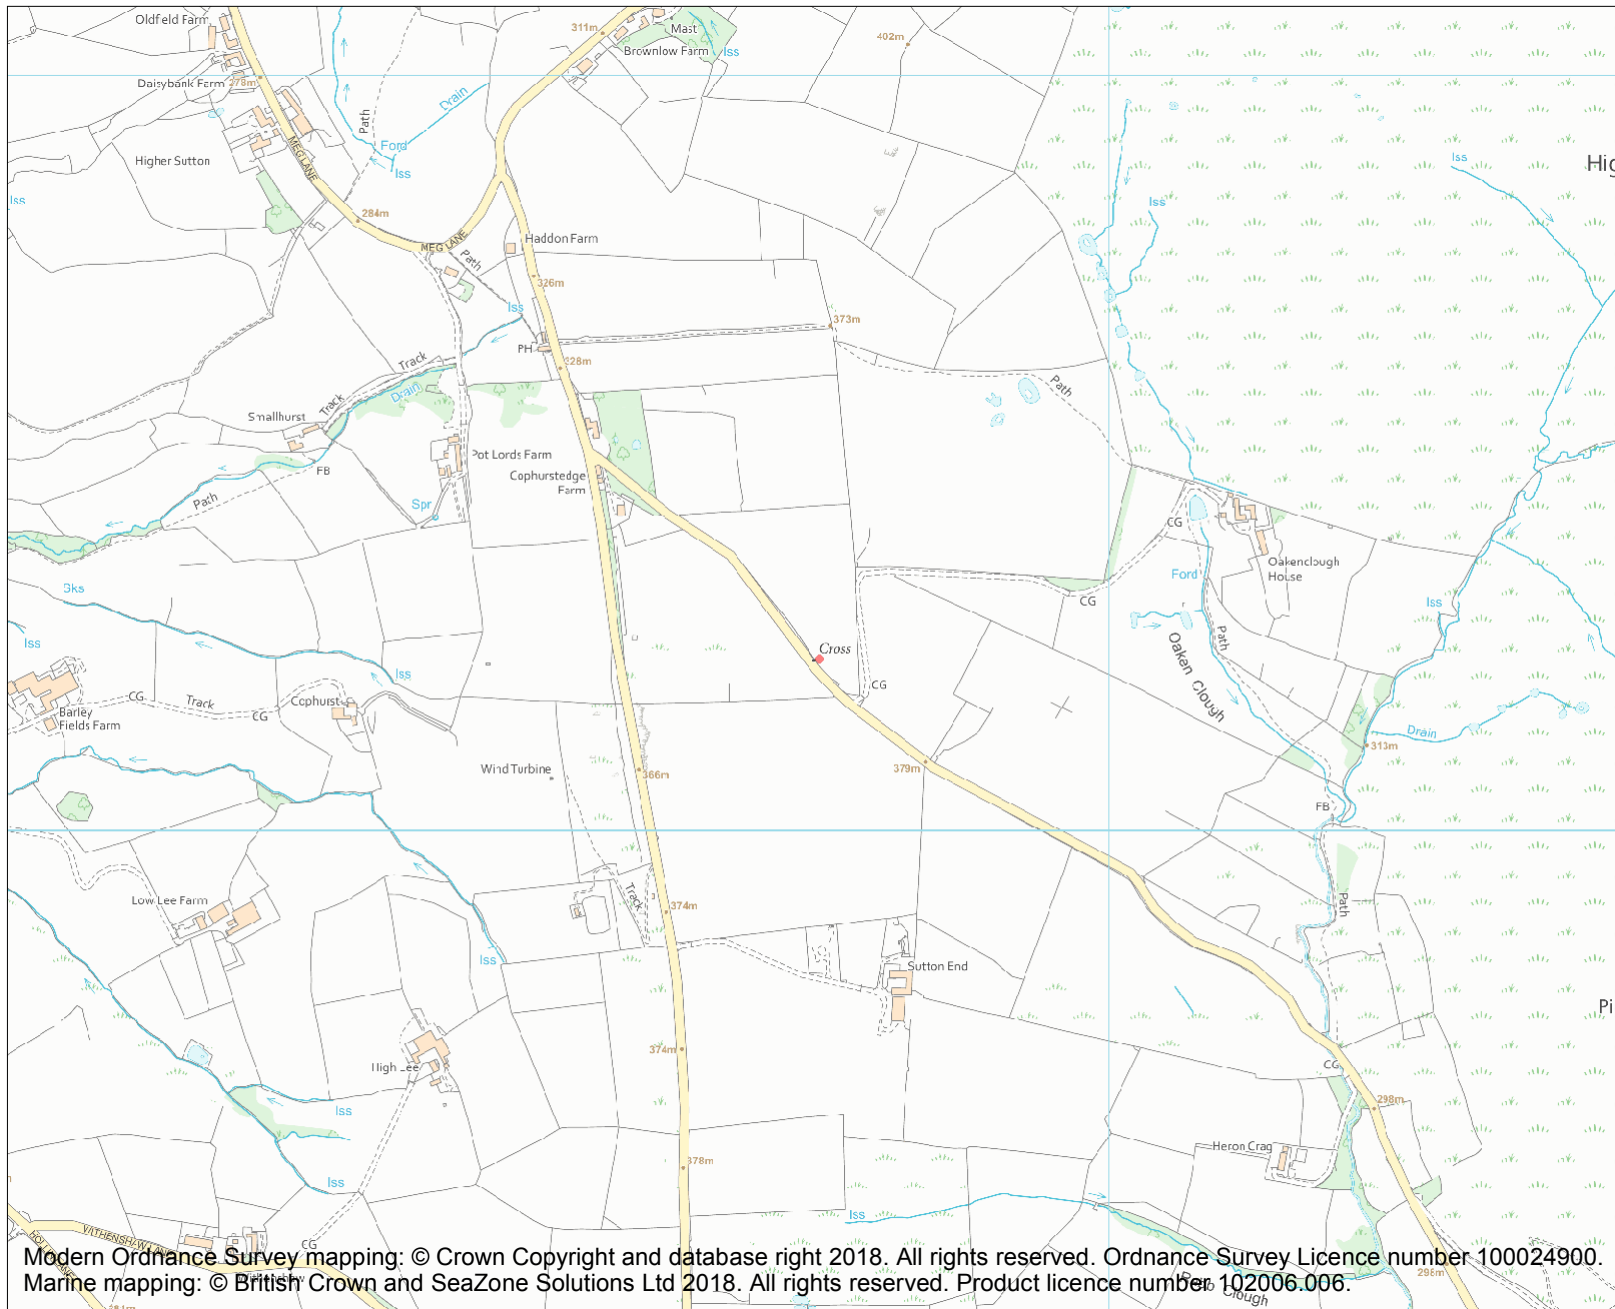 Oldfield Farm
311m
Mast
Brownlow Farm
Iss
402m
Daisybank Farm
278m
Drain
Path
MEG LANE
Ford
Iss
Higher Sutton
Iss
Iss
Iss
284m
MEG LANE
Path
Haddon Farm
326m
Iss
373m
PH
328m
Track
Drain
Path
Smallhurst
Track
FB
Pot Lords Farm
Cophurstedge
Farm
Path
Spr
CG
Oakenclough
House
Ford
CG
Iss
Iss
Path
Oaken Clough
Cross
CG
Iss
CG
Track
CG
Cophurst
Barley
Fields Farm
Drain
313m
Wind Turbine
366m
379m
FB
Low Lee Farm
Track
374m
Path
Iss
Sutton End
374m
High Lee
CG
298m
Iss
Heron Crag
378m
Iss
Iss
WITHENSHAW LANE
CG
Modern Ordnance Survey mapping: © Crown Copyright and database right 2018. All rights reserved. Ordnance Survey Licence number 100024900.
Marine mapping: © British Crown and SeaZone Solutions Ltd 2018. All rights reserved. Product licence number 102006.006.
298m
Clough